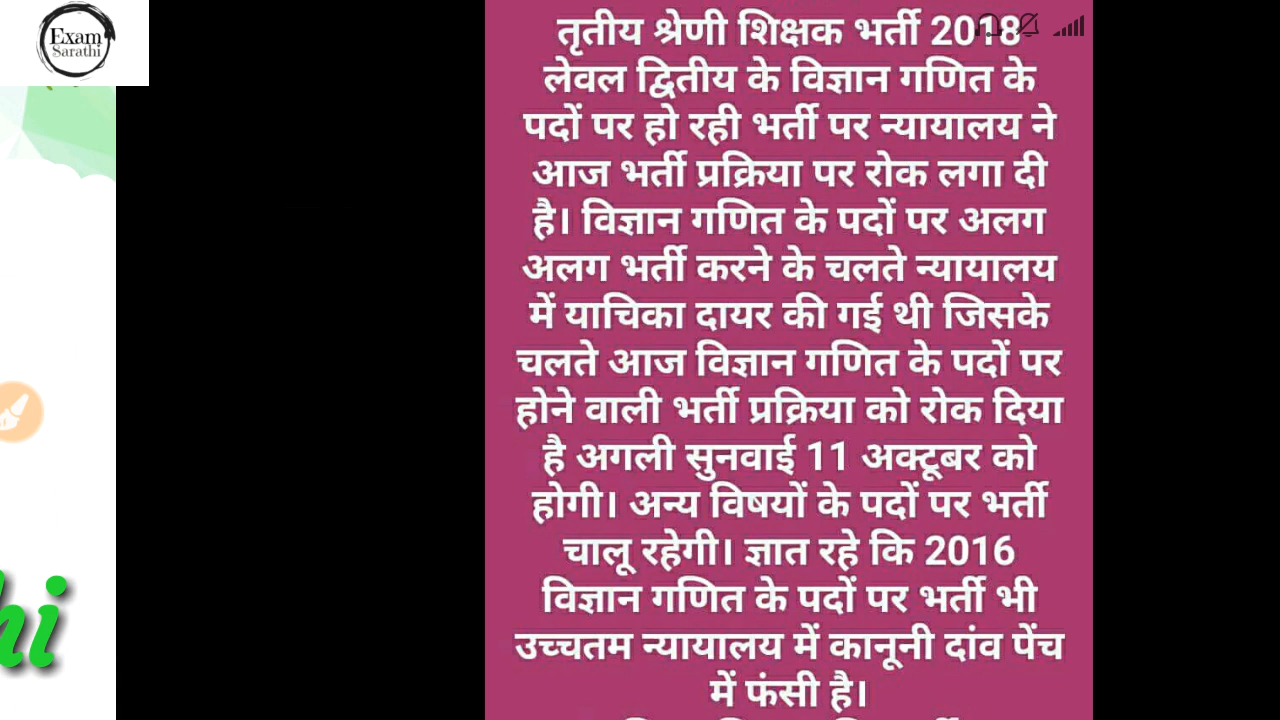 Exam
Sarathi
तृतीय श्रेणी शिक्षक भर्ती 2018
लेवल द्वितीय के विज्ञान गणित के
पदों पर हो रही भर्ती पर न्यायालय ने
आज भर्ती प्रक्रिया पर रोक लगा दी
है। विज्ञान गणित के पदों पर अलग
अलग भर्ती करने के चलते न्यायालय
में याचिका दायर की गई थी जिसके
चलते आज विज्ञान गणित के पदों पर
होने वाली भर्ती प्रक्रिया को रोक दिया
है अगली सुनवाई 11 अक्टूबर को
होगी। अन्य विषयों के पदों पर भर्ती
चालू रहेगी। ज्ञात रहे कि 2016
विज्ञान गणित के पदों पर भर्ती भी
उच्चतम न्यायालय में कानूनी दांव पेंच
में फंसी है।
hi